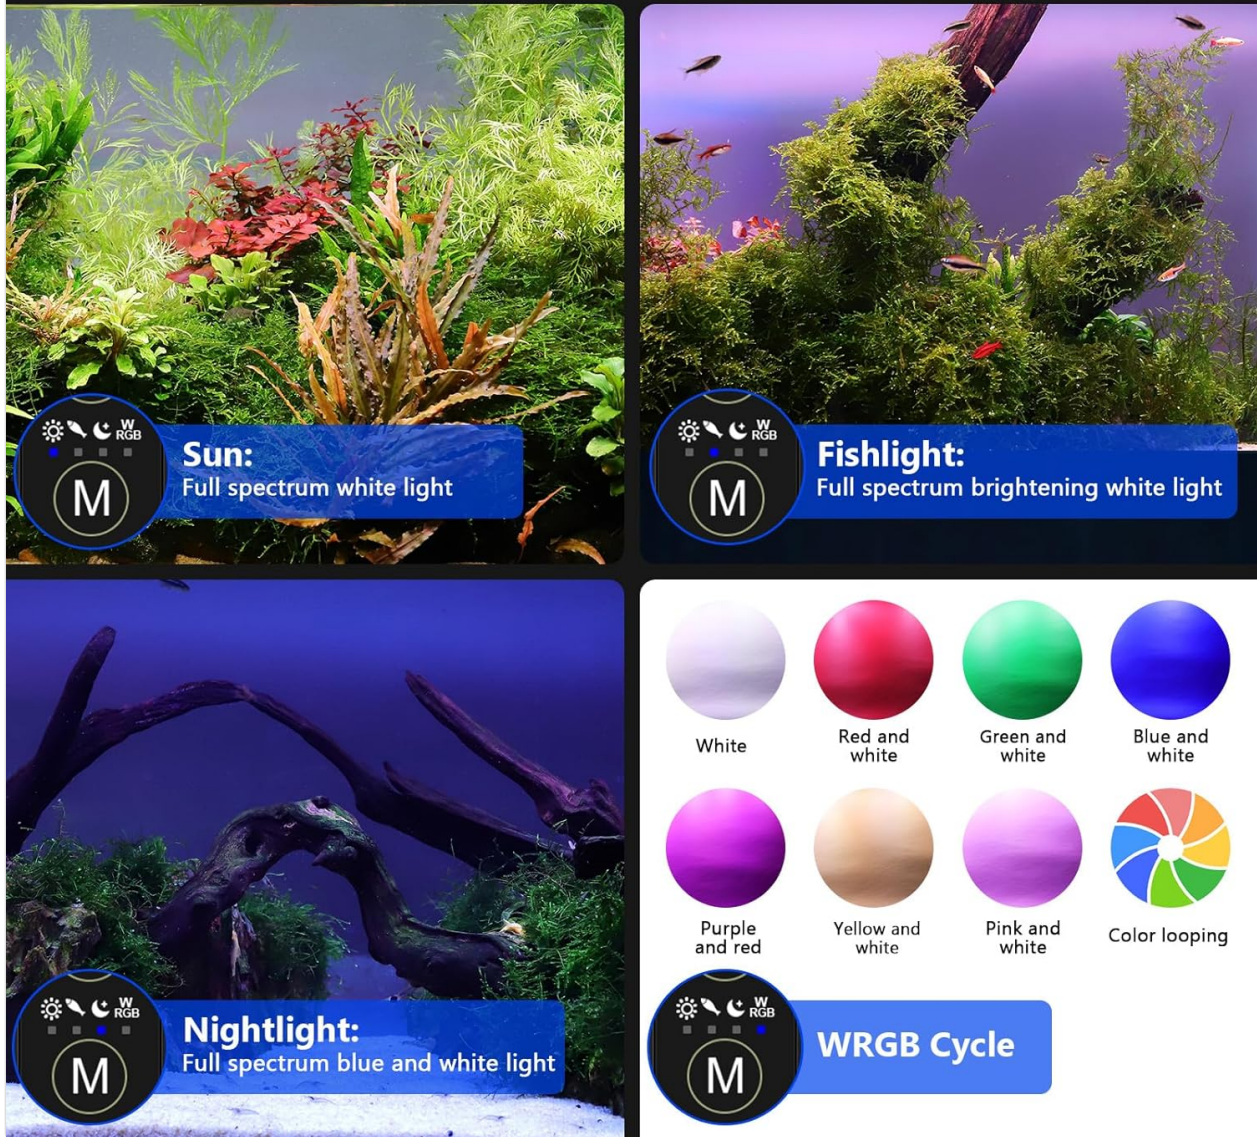 W
RGB
M
Sun:
Full spectrum white light
W
RGB
M
Fishlight:
Full spectrum brightening white light
W
RGB
M
Nightlight:
Full spectrum blue and white light
White
Red and
white
Green and
white
Blue and
white
Purple
and red
Yellow and
white
Pink and
white
Color looping
W
RGB
M
WRGB Cycle